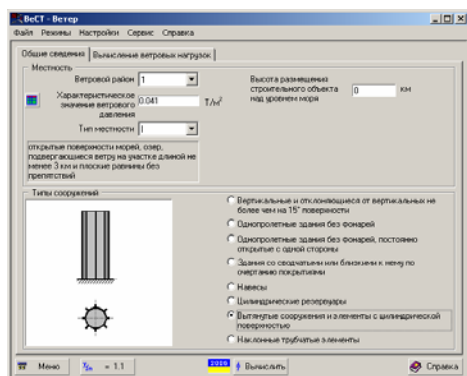 ВеСТ - Ветер
Файл Режимы Настройки Сервис Справка
Общие сведения Вычисление ветровых нагрузок
Местность
Ветровой район 1
Характеристическое
значение ветрового
давления
0.041 Т/м²
Тип местности I
Высота размещения
строительного объекта
над уровнем моря
0 км
открытые поверхности морей, озер,
подвергающиеся ветру на участке длиной не
менее 3 км и плоские равнины без
препятствий
Типы сооружений
Вертикальные и отклоняющиеся от вертикальных не
более чем на 15° поверхности
Однопролетные здания без фонарей
Однопролетные здания без фонарей, постоянно
открытые с одной стороны
Здания со сводчатыми или близкими к нему по
очертанию покрытиями
Навесы
Цилиндрические резервуары
Вытянутые сооружения и элементы с цилиндрической
поверхностью
Наклонные трубчатые элементы
Меню = 1.1 Вычислить Справка